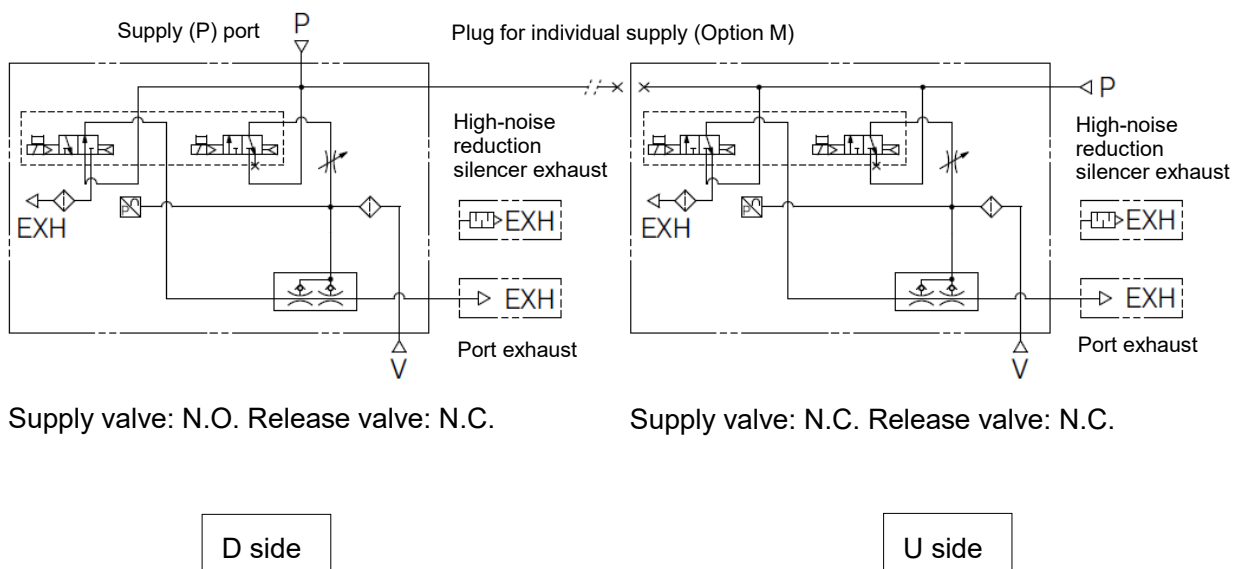 Supply (P) port
P
Plug for individual supply (Option M)
P
High-noise
reduction
silencer exhaust
High-noise
reduction
silencer exhaust
P
EXH
EXH
P
EXH
EXH
EXH
EXH
Port exhaust
Port exhaust
V
V
Supply valve: N.O. Release valve: N.C.
Supply valve: N.C. Release valve: N.C.
D side
U side